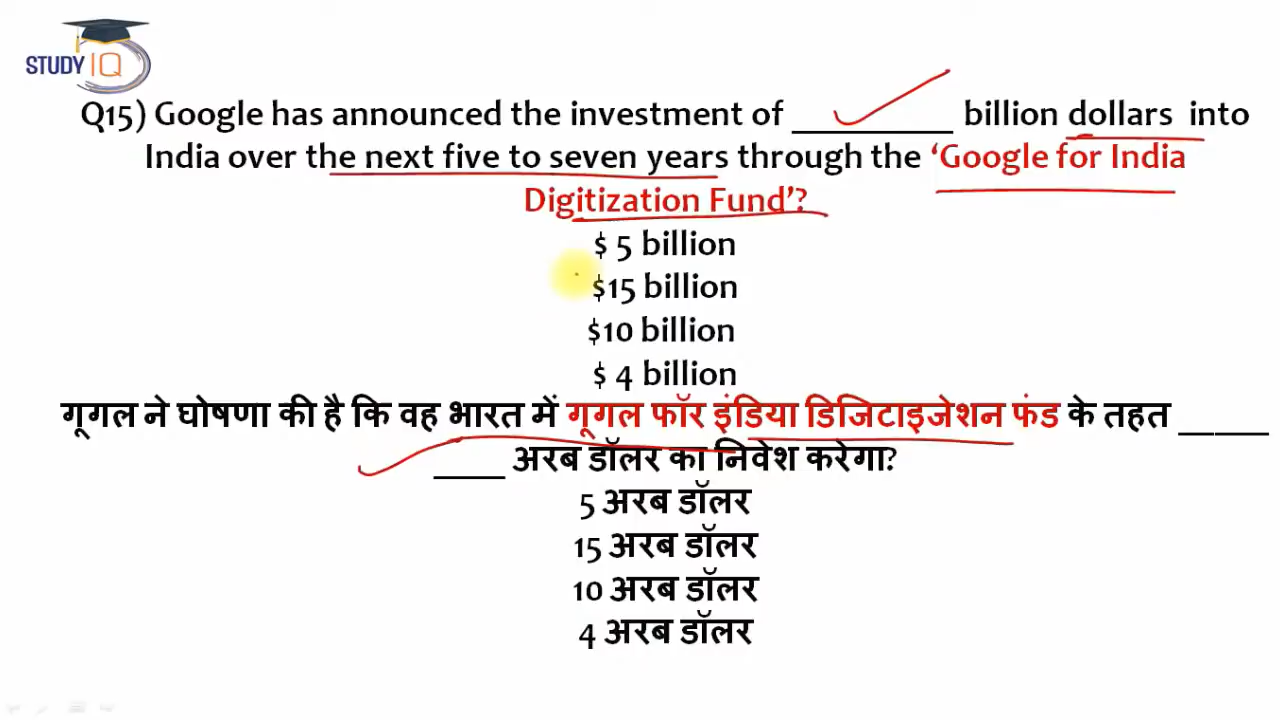 STUDY IQ
Q15) Google has announced the investment of _________ billion dollars into
India over the next five to seven years through the ‘Google for India
Digitization Fund’?
$ 5 billion
$15 billion
$10 billion
$ 4 billion
गूगल ने घोषणा की है कि वह भारत में गूगल फॉर इंडिया डिजिटाइजेशन फंड के तहत _____
____ अरब डॉलर का निवेश करेगा?
5 अरब डॉलर
15 अरब डॉलर
10 अरब डॉलर
4 अरब डॉलर